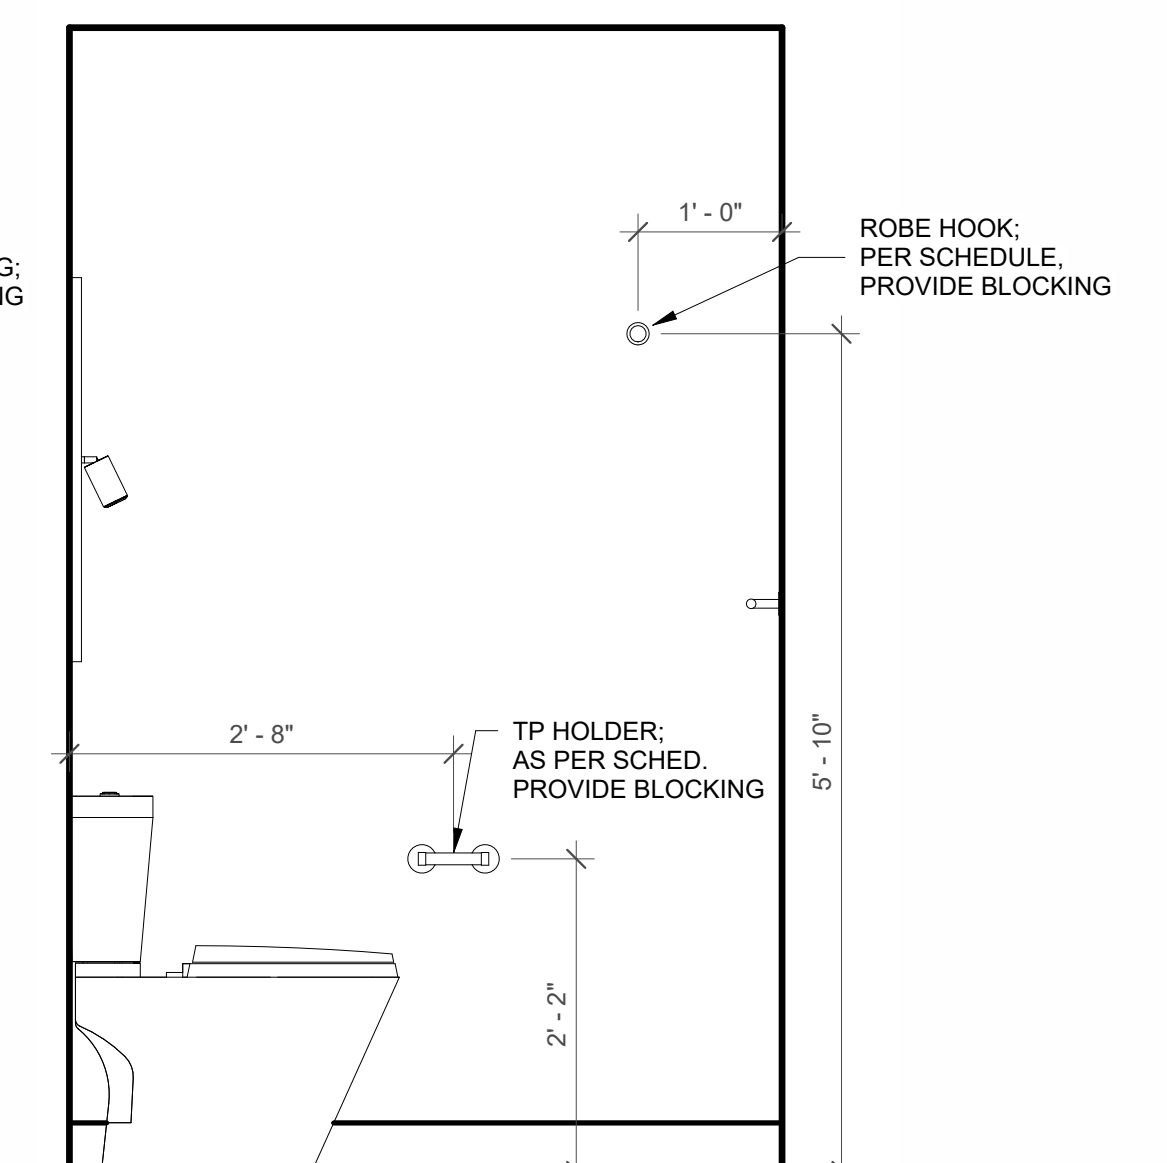 1' - 0"
ROBE HOOK;
PER SCHEDULE,
PROVIDE BLOCKING
G;
NG
2' - 8"
TP HOLDER;
AS PER SCHED.
PROVIDE BLOCKING
5' - 10"
2' - 2"